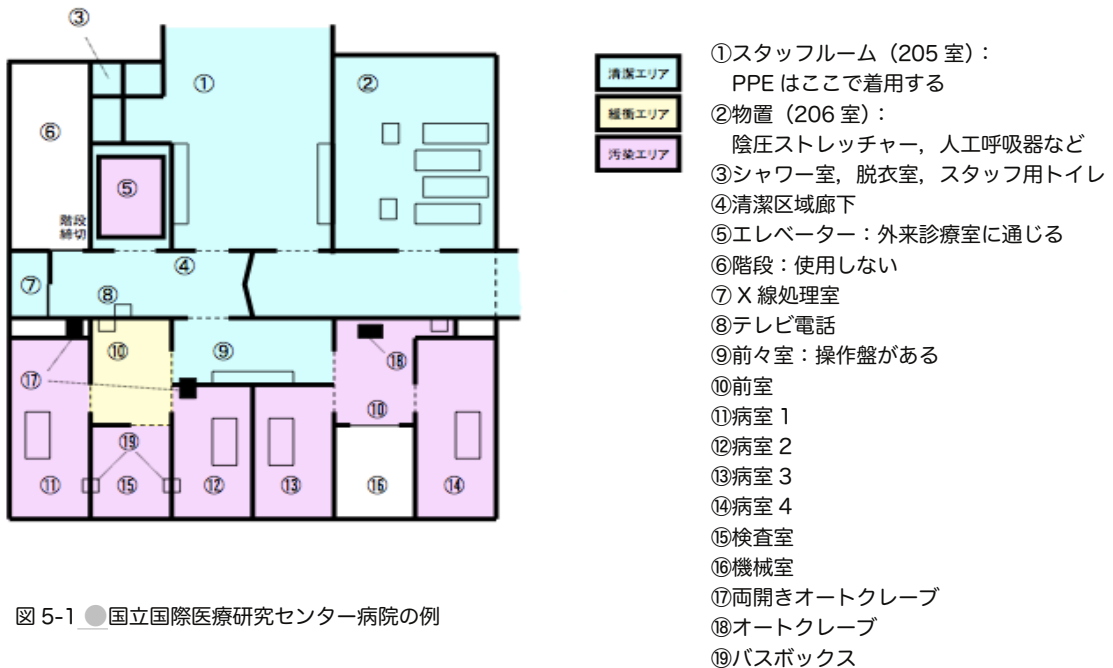 ③
①
②
⑥
⑤
階段
締切
④
⑦
⑧
⑩
⑨
⑱
⑰
⑩
⑲
⑪
⑮
⑫
⑬
⑯
⑭
清潔エリア
緩衝エリア
汚染エリア
①スタッフルーム（205 室）：
PPE はここで着用する
②物置（206 室）：
陰圧ストレッチャー，人工呼吸器など
③シャワー室，脱衣室，スタッフ用トイレ
④清潔区域廊下
⑤エレベーター：外来診療室に通じる
⑥階段：使用しない
⑦ X 線処理室
⑧テレビ電話
⑨前々室：操作盤がある
⑩前室
⑪病室 1
⑫病室 2
⑬病室 3
⑭病室 4
⑮検査室
⑯機械室
⑰両開きオートクレーブ
⑱オートクレーブ
⑲バスボックス
図 5-1 ●国立国際医療研究センター病院の例